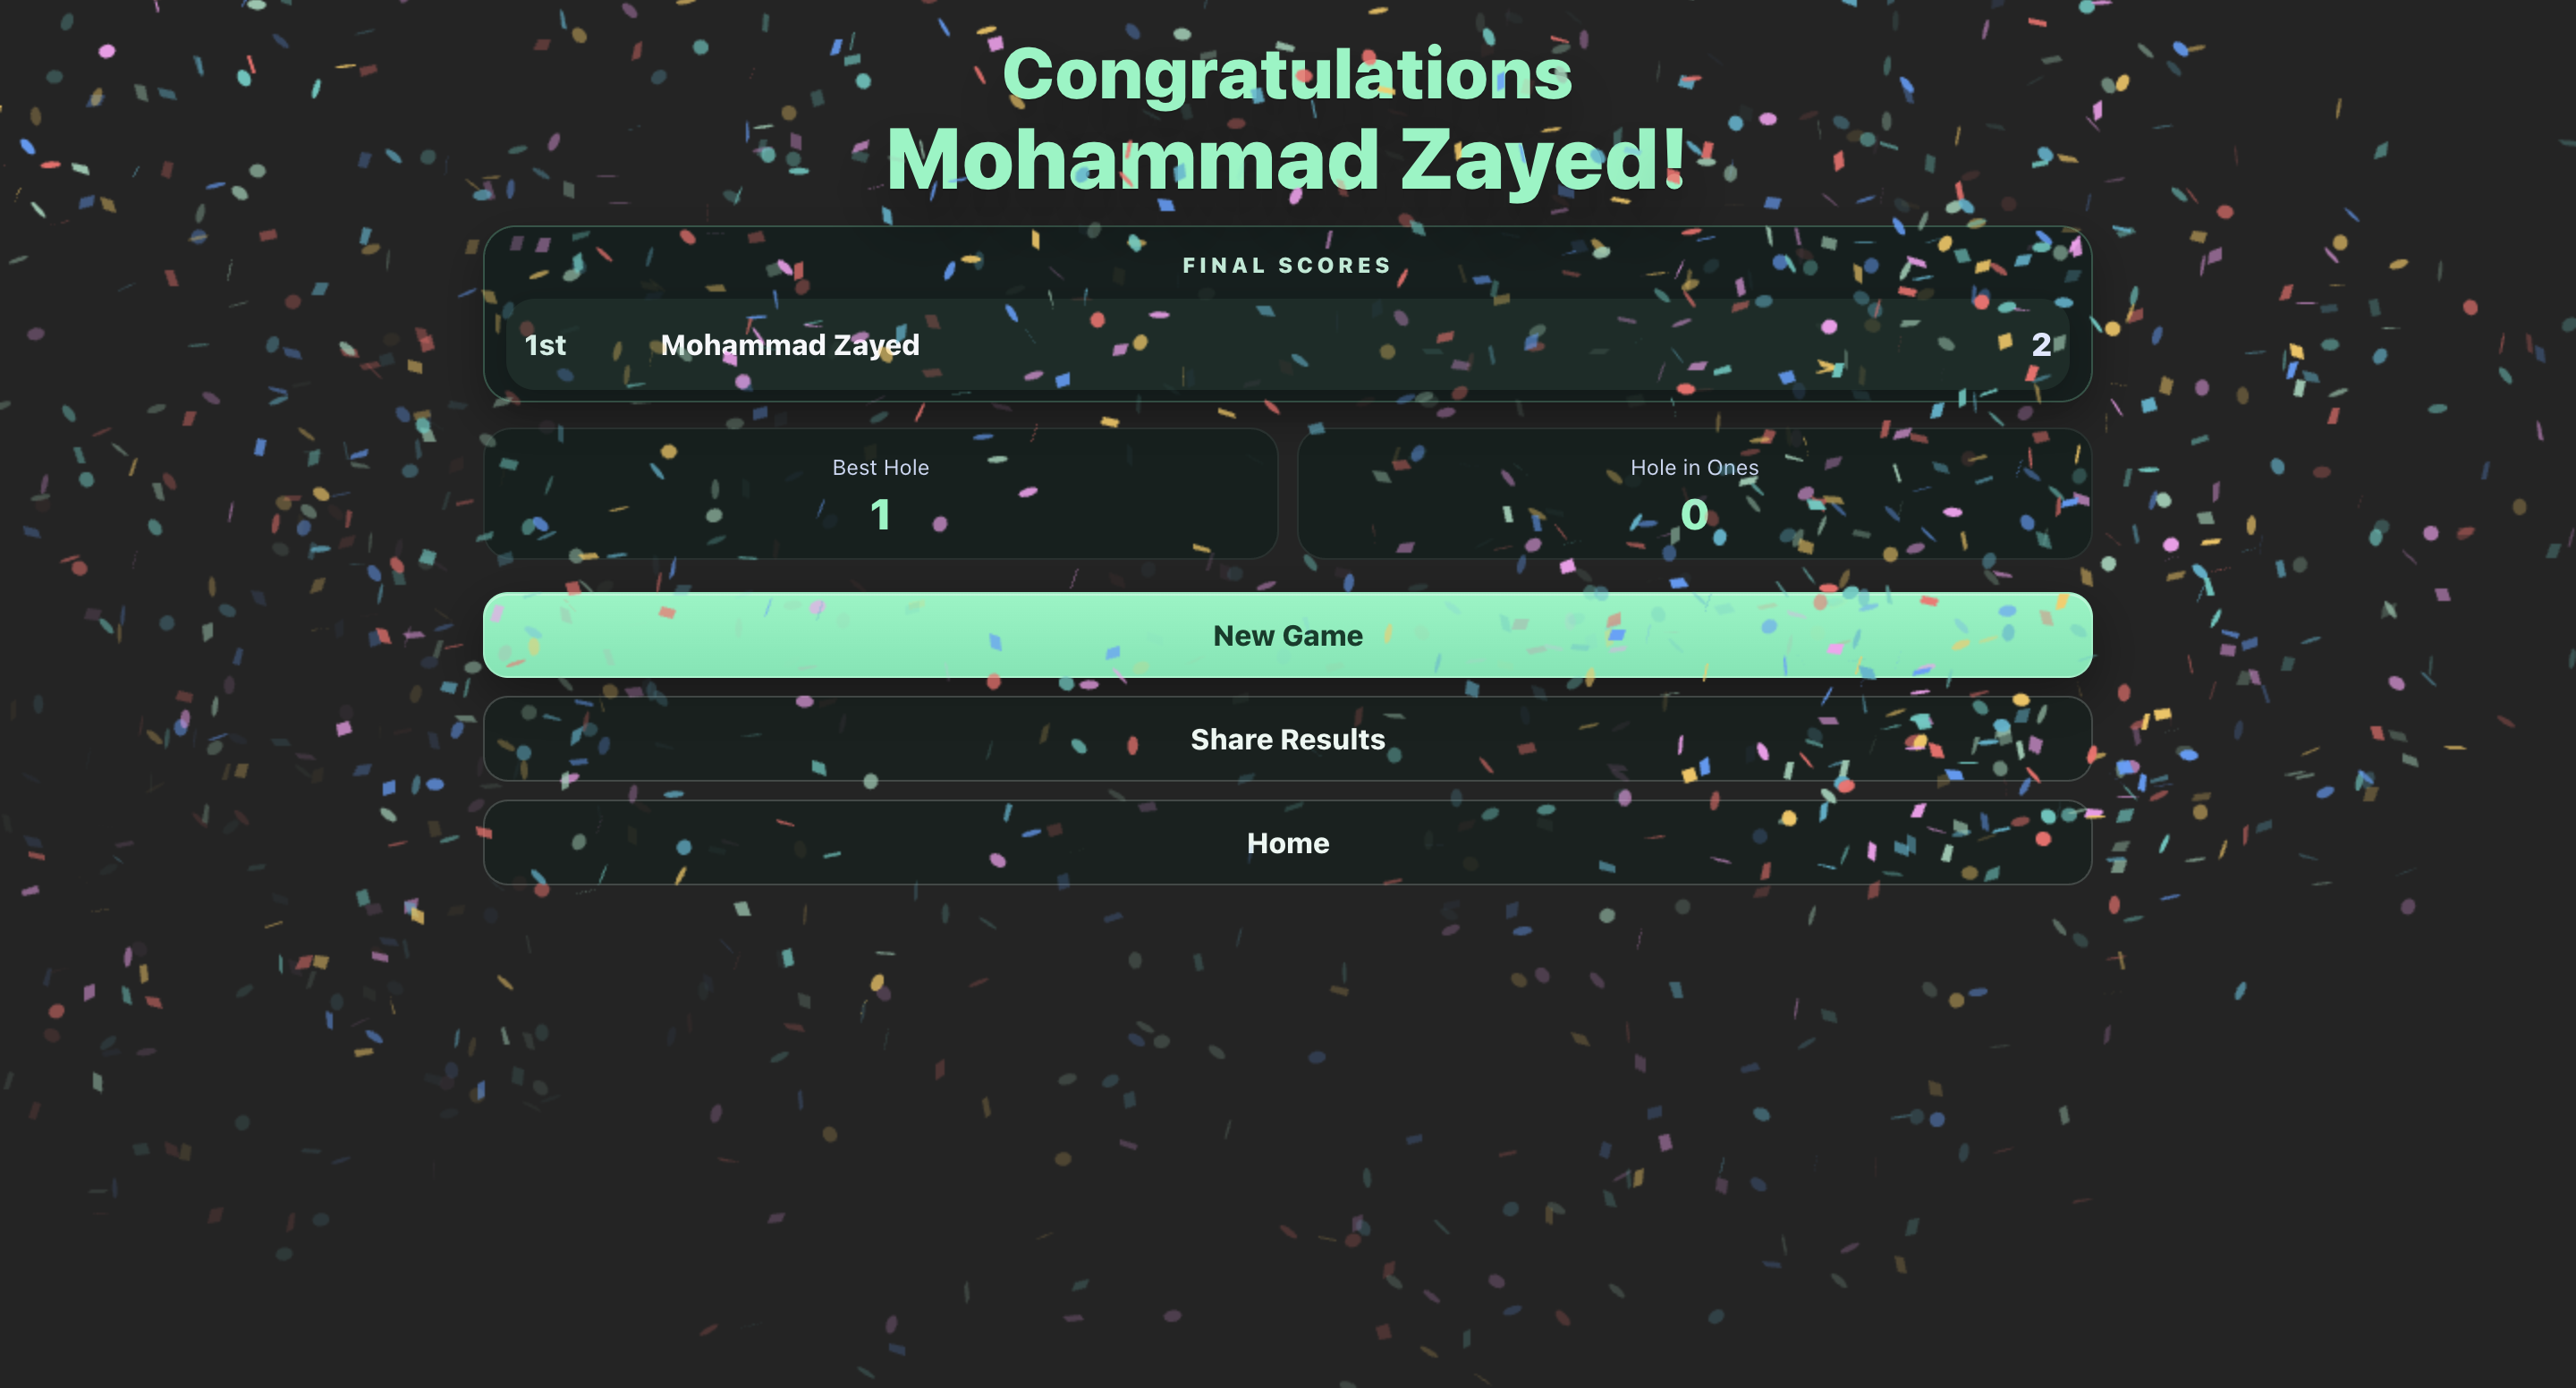 Congratulations
Mohammad Zayed!
FINAL SCORES
1st Mohammad Zayed 2
Best Hole
1
Hole in Ones
0
New Game
Share Results
Home